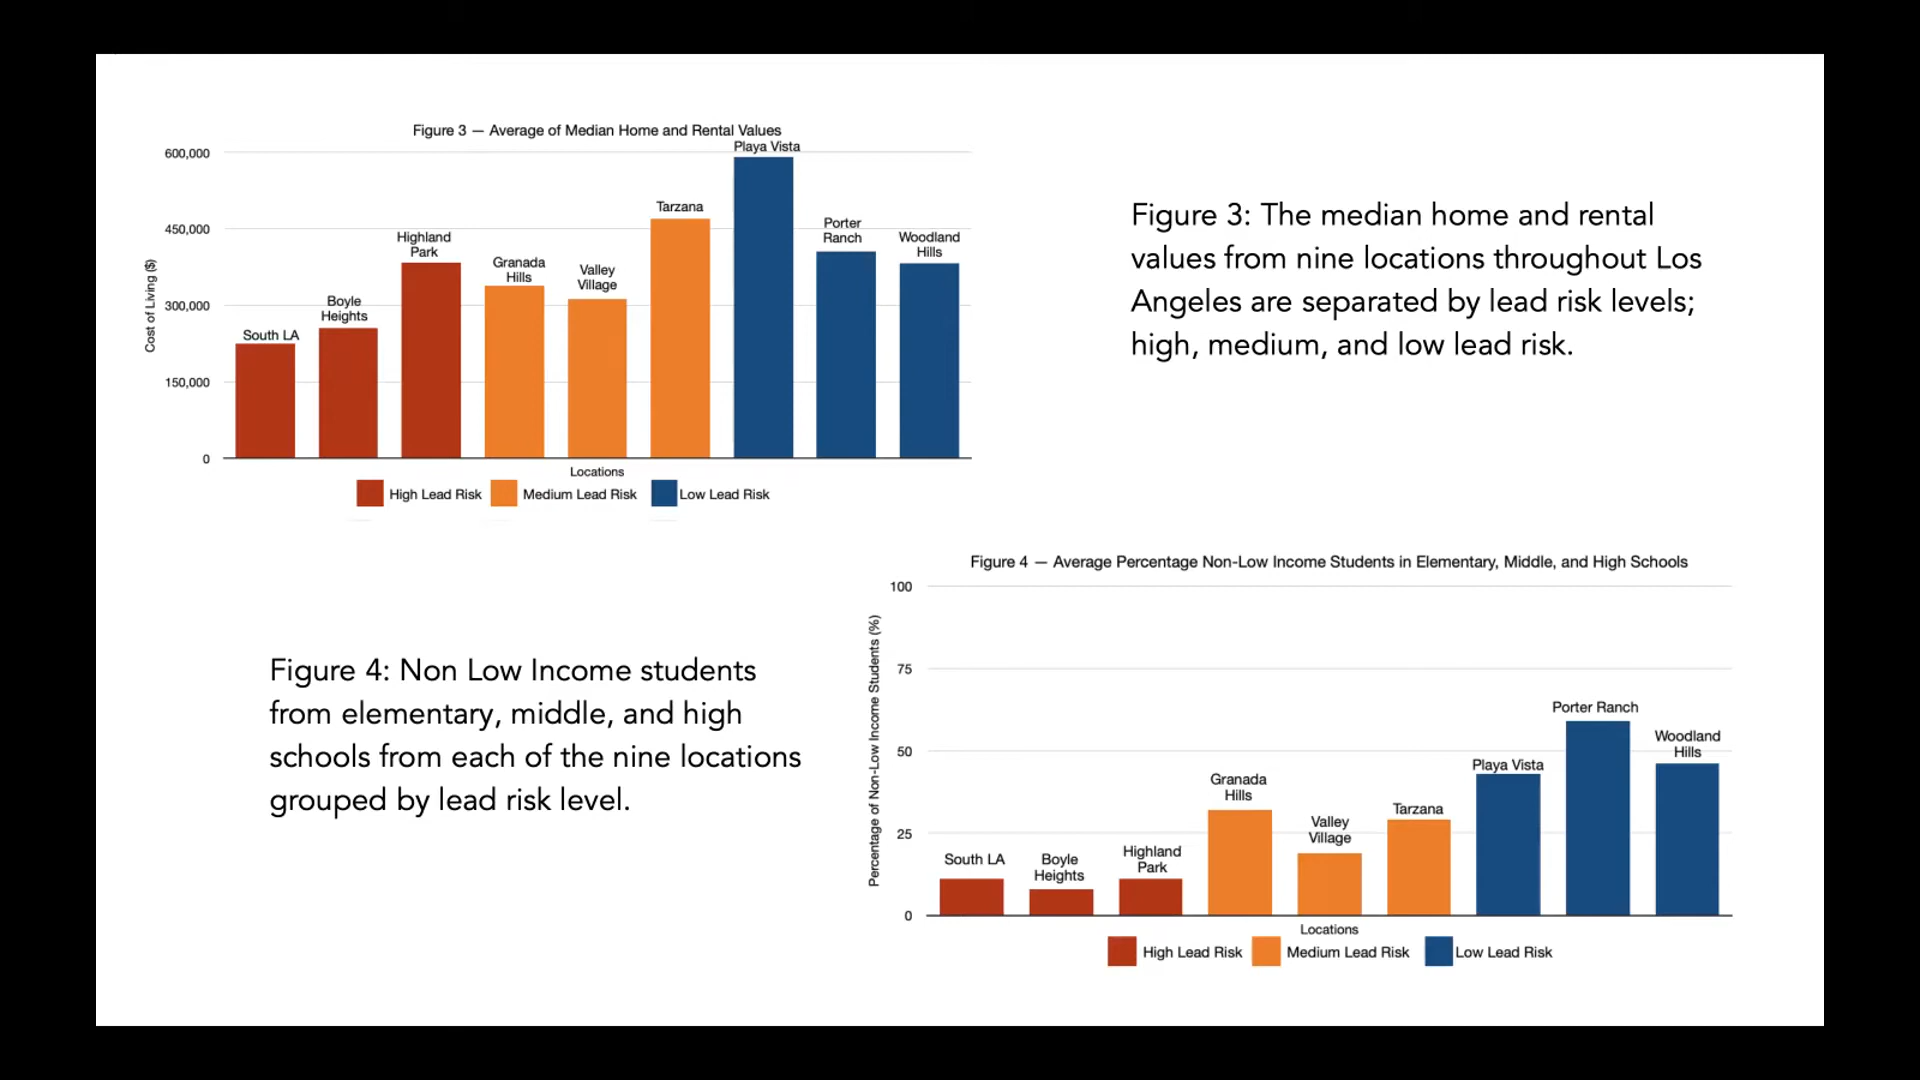 Figure 3 — Average of Median Home and Rental Values
Cost of Living ($)
600,000
450,000
300,000
150,000
0
South LA
Boyle
Heights
Highland
Park
Granada
Hills
Valley
Village
Tarzana
Playa Vista
Porter
Ranch
Woodland
Hills
Locations
High Lead Risk
Medium Lead Risk
Low Lead Risk
Figure 3: The median home and rental
values from nine locations throughout Los
Angeles are separated by lead risk levels;
high, medium, and low lead risk.
Figure 4: Non Low Income students
from elementary, middle, and high
schools from each of the nine locations
grouped by lead risk level.
Figure 4 — Average Percentage Non-Low Income Students in Elementary, Middle, and High Schools
Percentage of Non-Low Income Students (%)
100
75
50
25
0
South LA
Boyle
Heights
Highland
Park
Granada
Hills
Valley
Village
Tarzana
Playa Vista
Porter Ranch
Woodland
Hills
Locations
High Lead Risk
Medium Lead Risk
Low Lead Risk